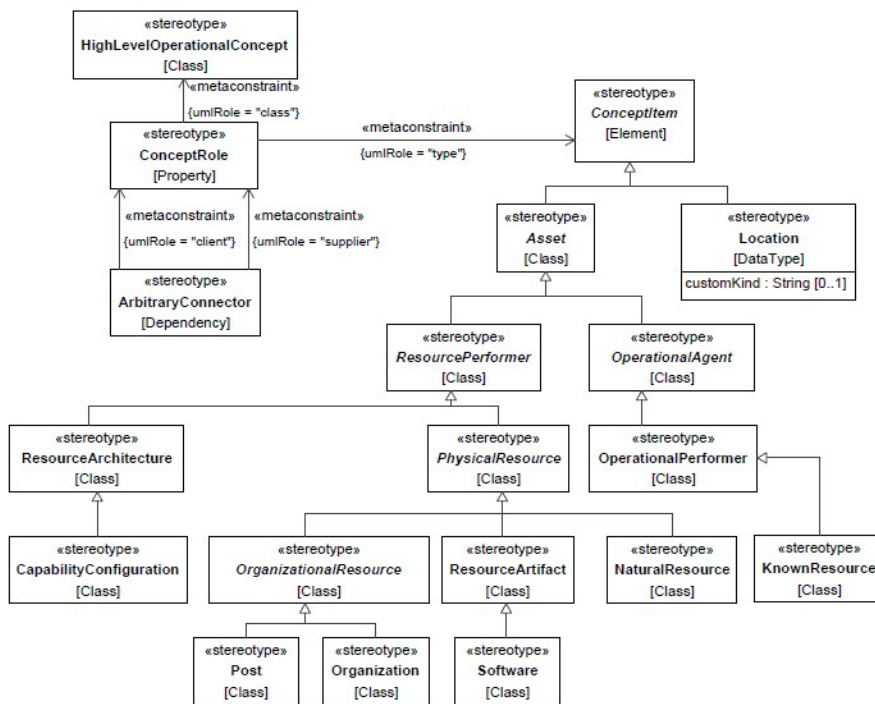 «stereotype»
HighLevelOperationalConcept
[Class]
«metaconstraint»
{umlRole = "class"}
«stereotype»
ConceptRole
[Property]
«metaconstraint»
{umlRole = "type"}
«stereotype»
ConceptItem
[Element]
«metaconstraint»
{umlRole = "client"}
«metaconstraint»
{umlRole = "supplier"}
«stereotype»
ArbitraryConnector
[Dependency]
«stereotype»
Asset
[Class]
«stereotype»
Location
[DataType]
customKind : String [0..1]
«stereotype»
ResourcePerformer
[Class]
«stereotype»
OperationalAgent
[Class]
«stereotype»
ResourceArchitecture
[Class]
«stereotype»
PhysicalResource
[Class]
«stereotype»
OperationalPerformer
[Class]
«stereotype»
CapabilityConfiguration
[Class]
«stereotype»
OrganizationalResource
[Class]
«stereotype»
ResourceArtifact
[Class]
«stereotype»
NaturalResource
[Class]
«stereotype»
KnownResource
[Class]
«stereotype»
Post
[Class]
«stereotype»
Organization
[Class]
«stereotype»
Software
[Class]